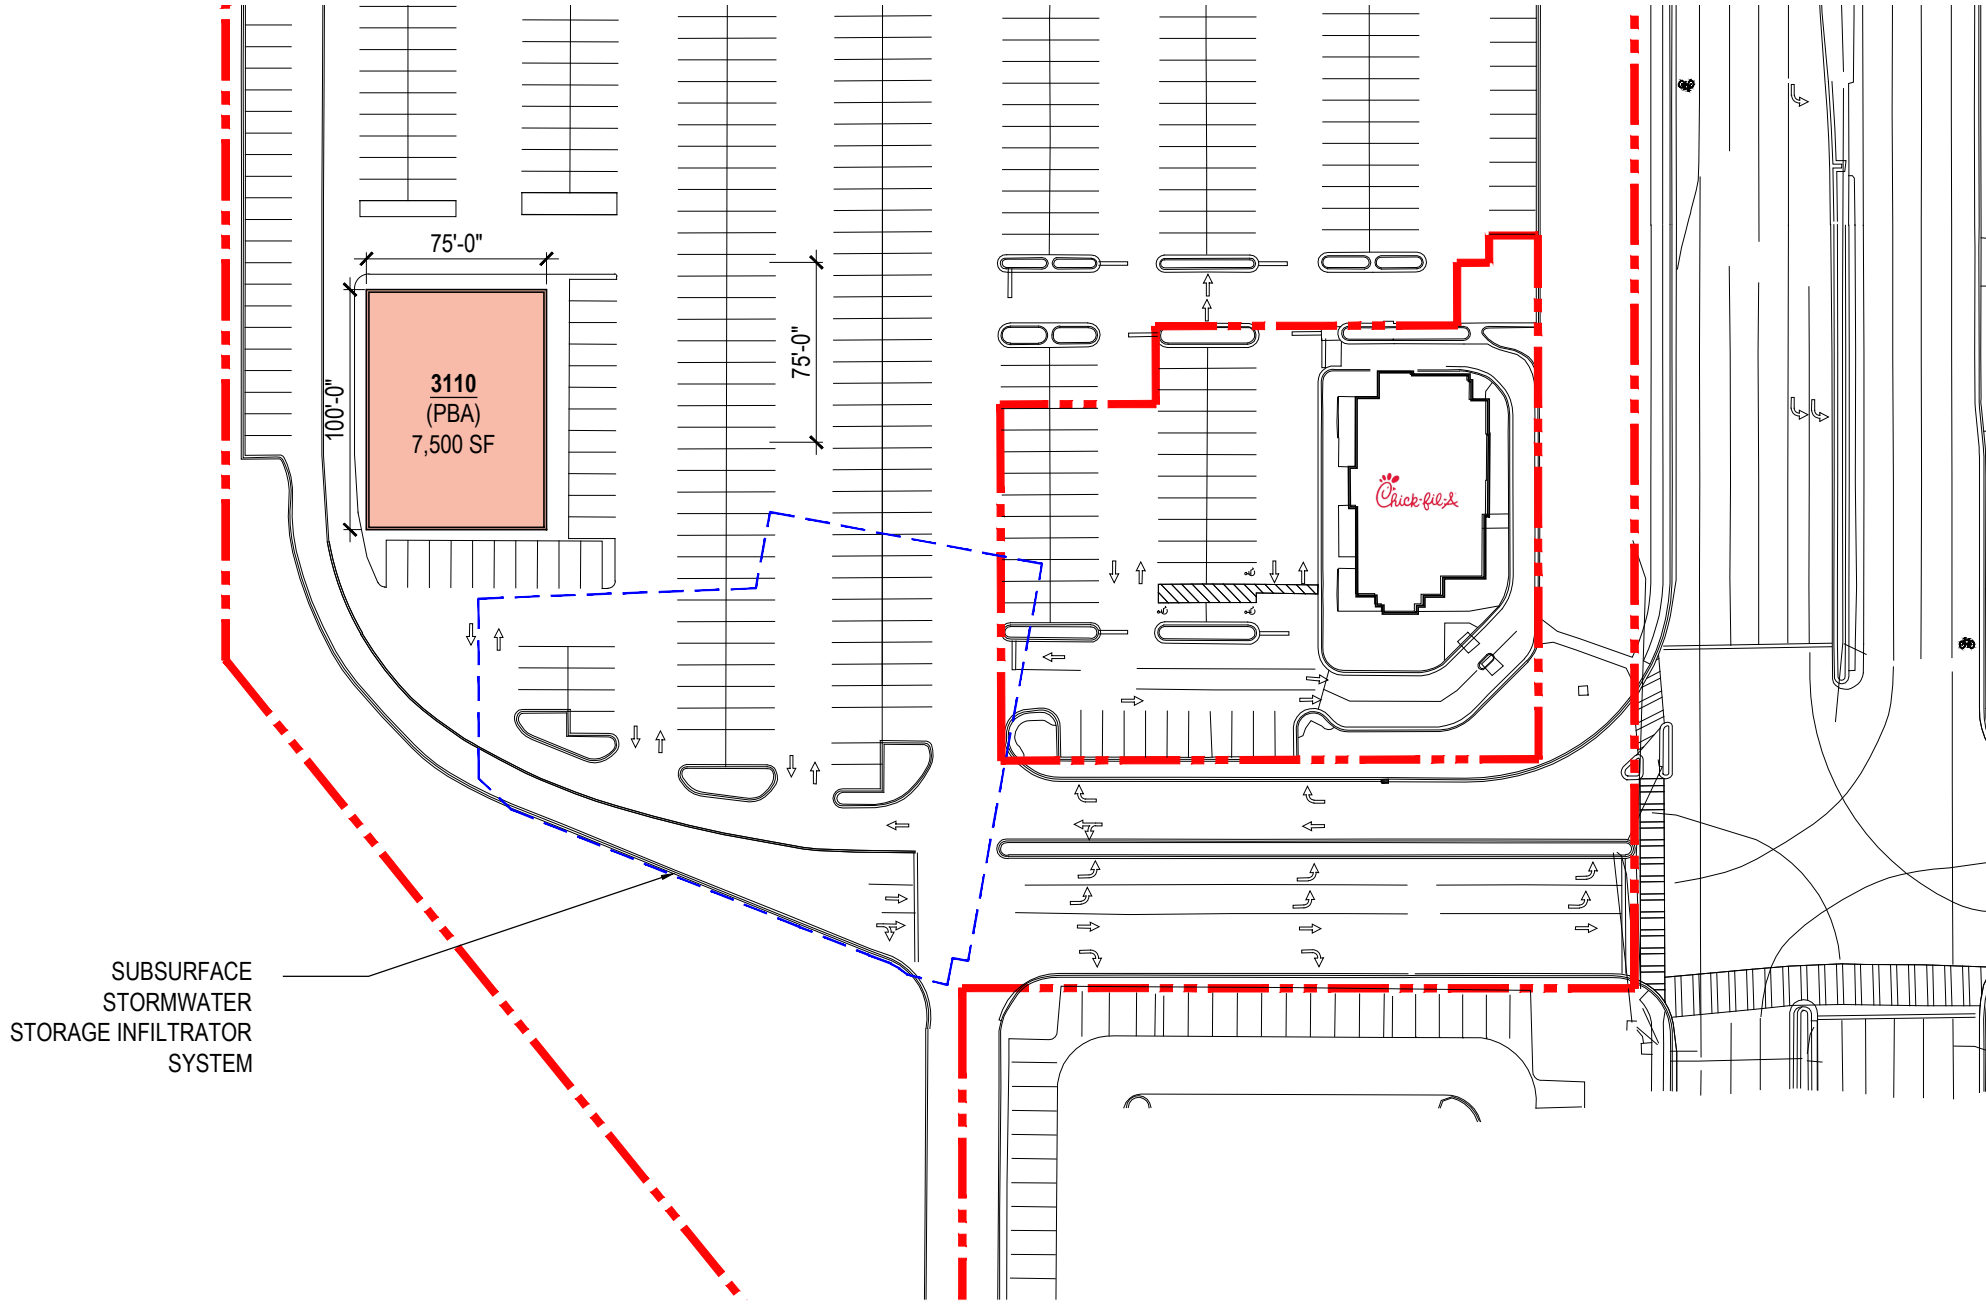 75'-0"
100'-0"
3110
(PBA)
7,500 SF
75'-0"
Chick-fil-A
SUBSURFACE
STORMWATER
STORAGE INFILTRATOR
SYSTEM